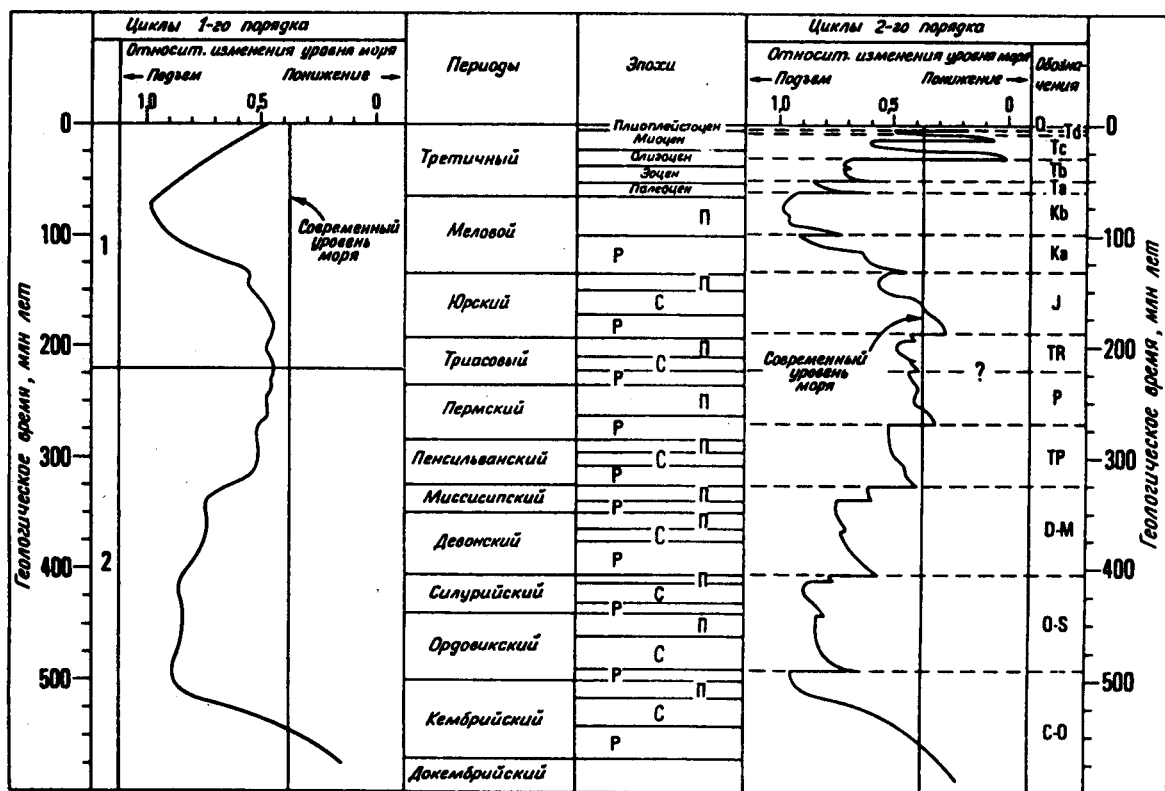 Циклы 1-го порядка
Относит. изменения уровня моря
← Подъем Понижение →
1,0 0,5 0
Периоды
Эпохи
Циклы 2-го порядка
Относит. изменения уровня моря
← Подъем Понижение →
1,0 0,5 0
Обозначения
Геологическое время, млн лет
0
100
200
300
400
500
1
2
Современный
уровень
моря
Третичный
Меловой
Юрский
Триасовый
Пермский
Пенсильванский
Миссисипский
Девонский
Силурийский
Ордовикский
Кембрийский
Докембрийский
Плиоплейстоцен
Миоцен
Олигоцен
Эоцен
Палеоцен
П
Р
П
С
Р
П
С
Р
П
Р
П
С
Р
П
Р
П
С
Р
П
С
Р
П
С
Р
П
С
Р
Современный
уровень
моря
?
0
Td
Tc
Tb
Ta
Kb
Ka
J
TR
P
TP
D-M
O-S
C-O
0
100
200
300
400
500
Геологическое время, млн лет